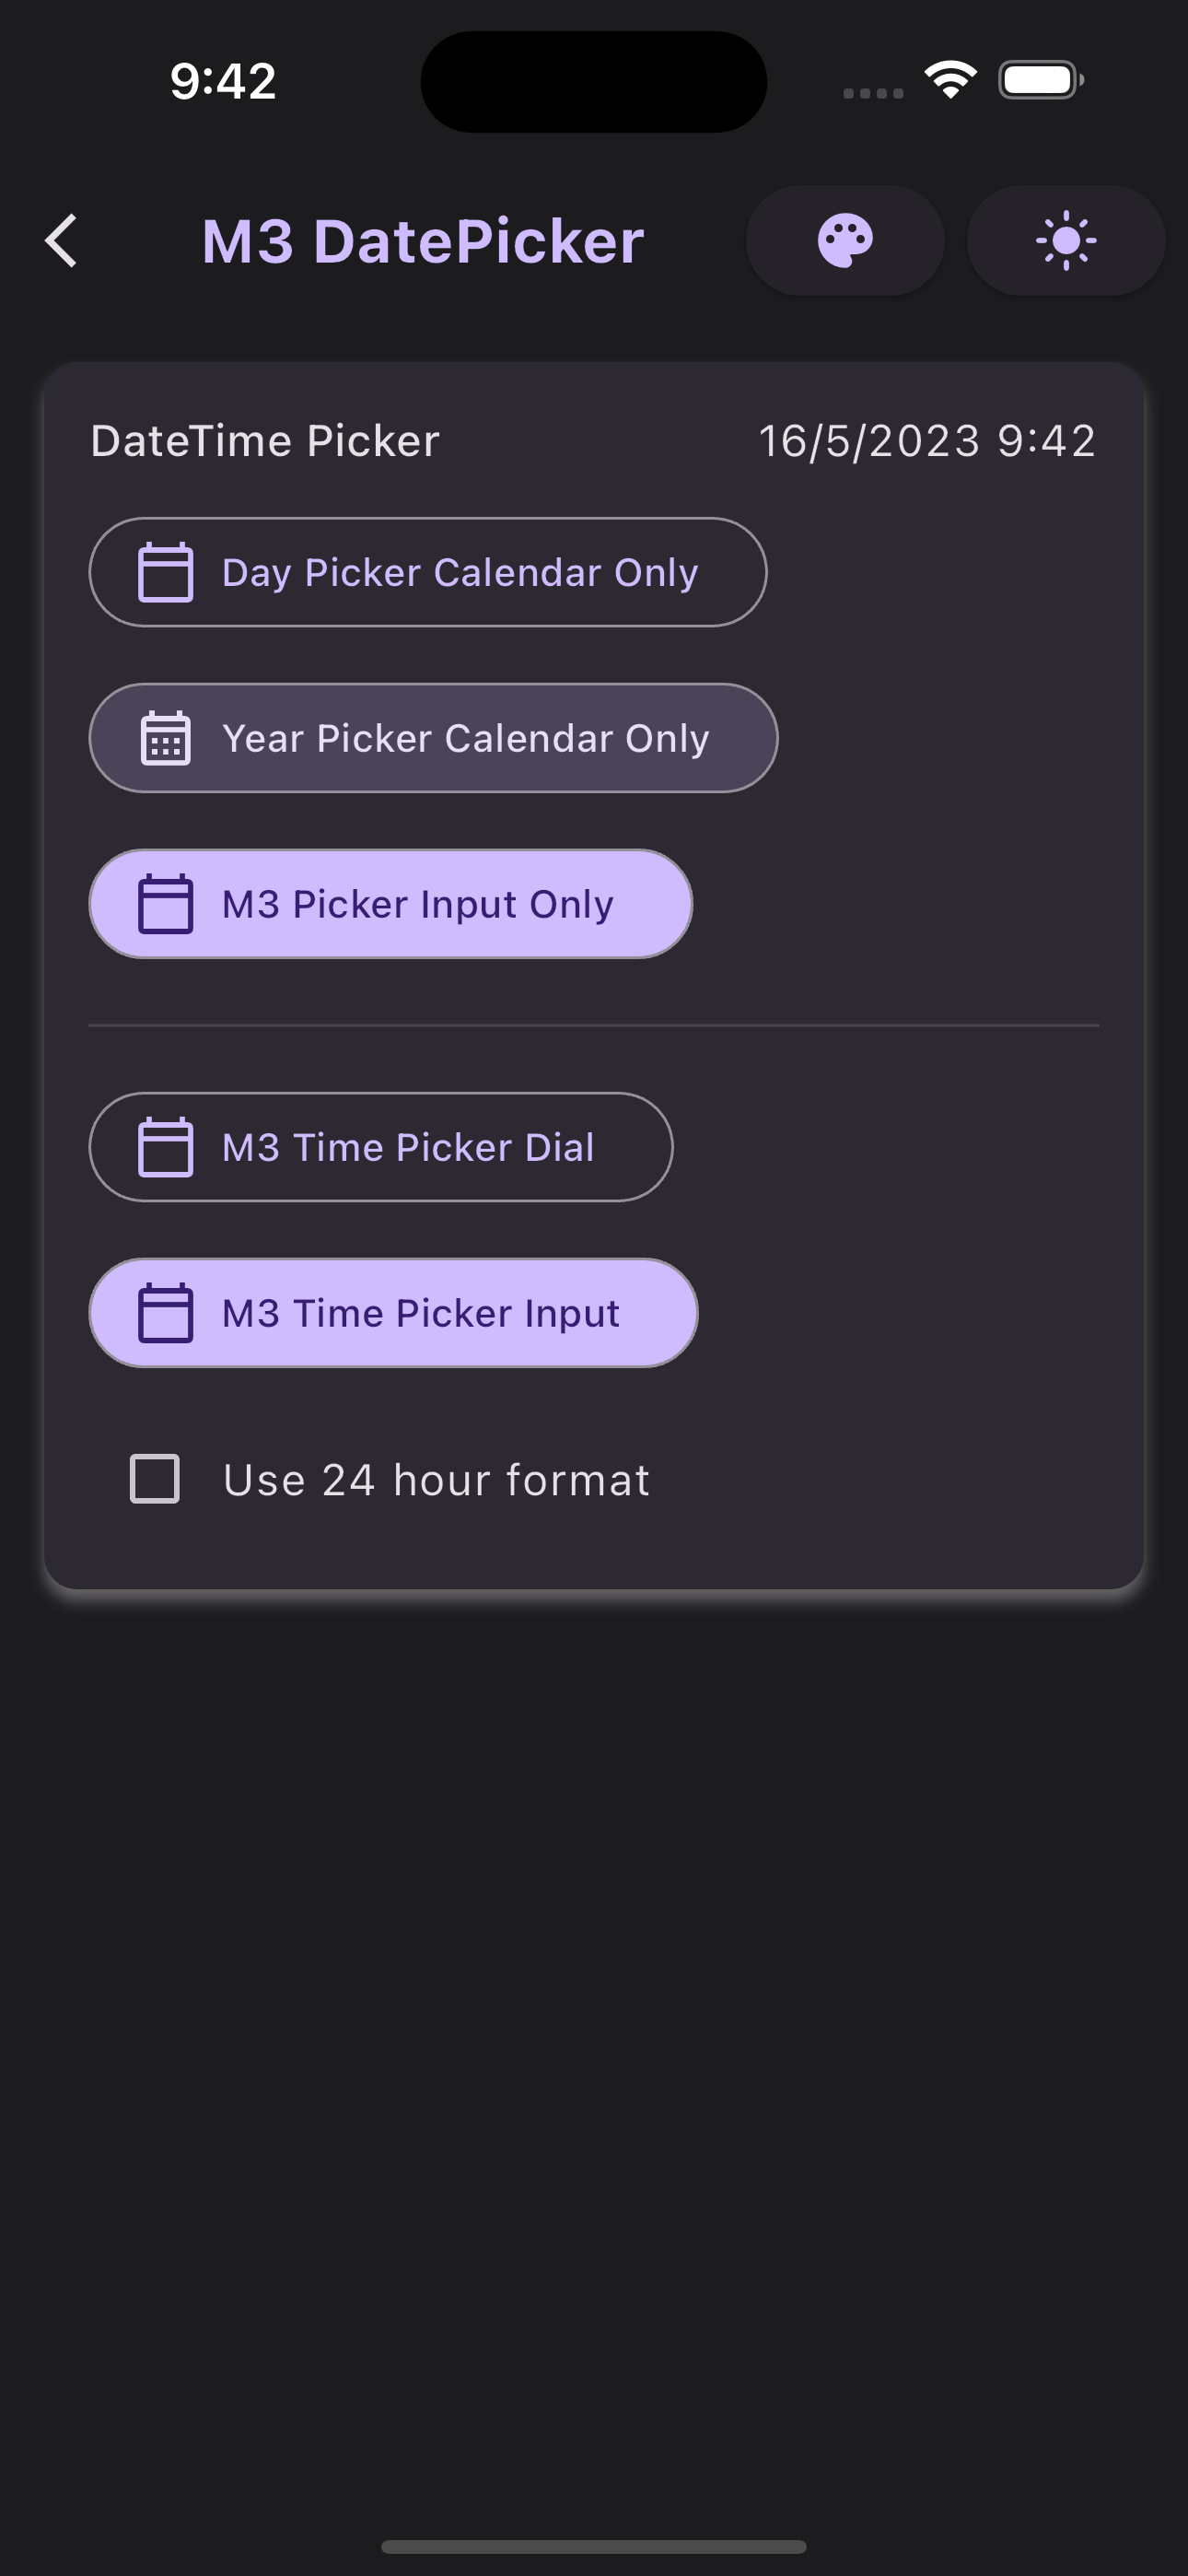 9:42
M3 DatePicker
DateTime Picker 16/5/2023 9:42
Day Picker Calendar Only
Year Picker Calendar Only
M3 Picker Input Only
M3 Time Picker Dial
M3 Time Picker Input
Use 24 hour format